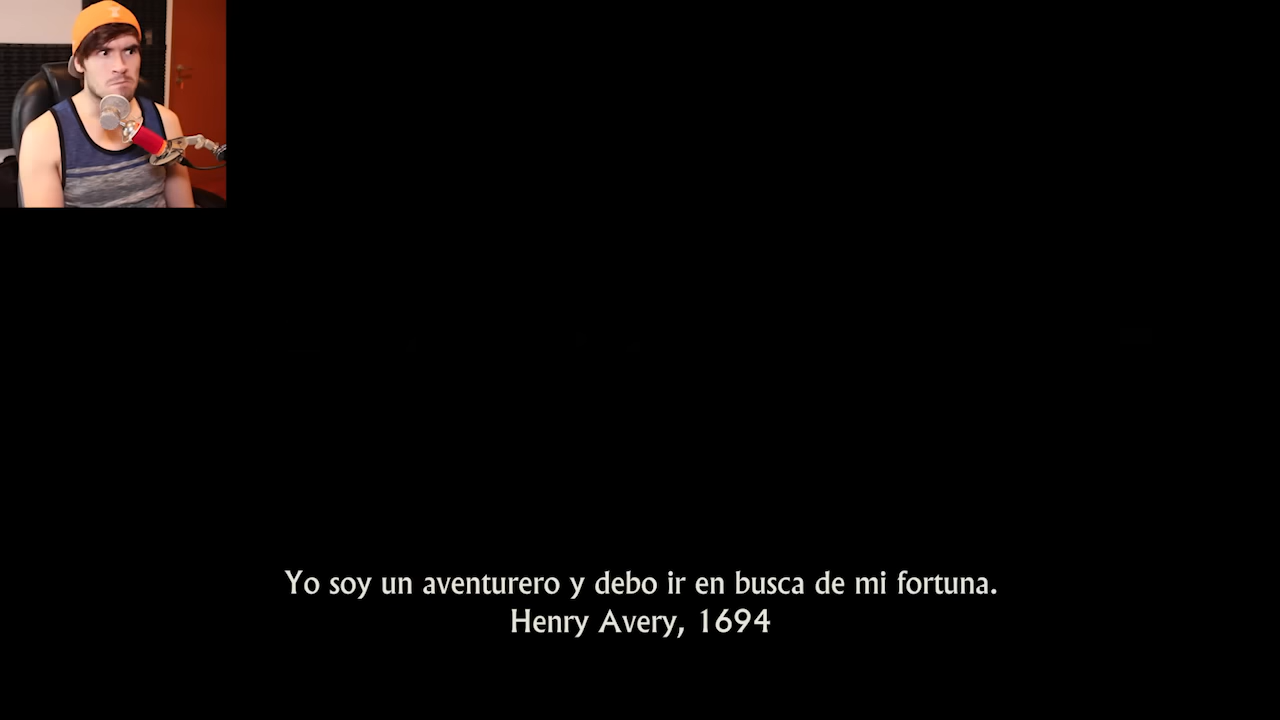 Yo soy un aventurero y debo ir en busca de mi fortuna.
Henry Avery, 1694